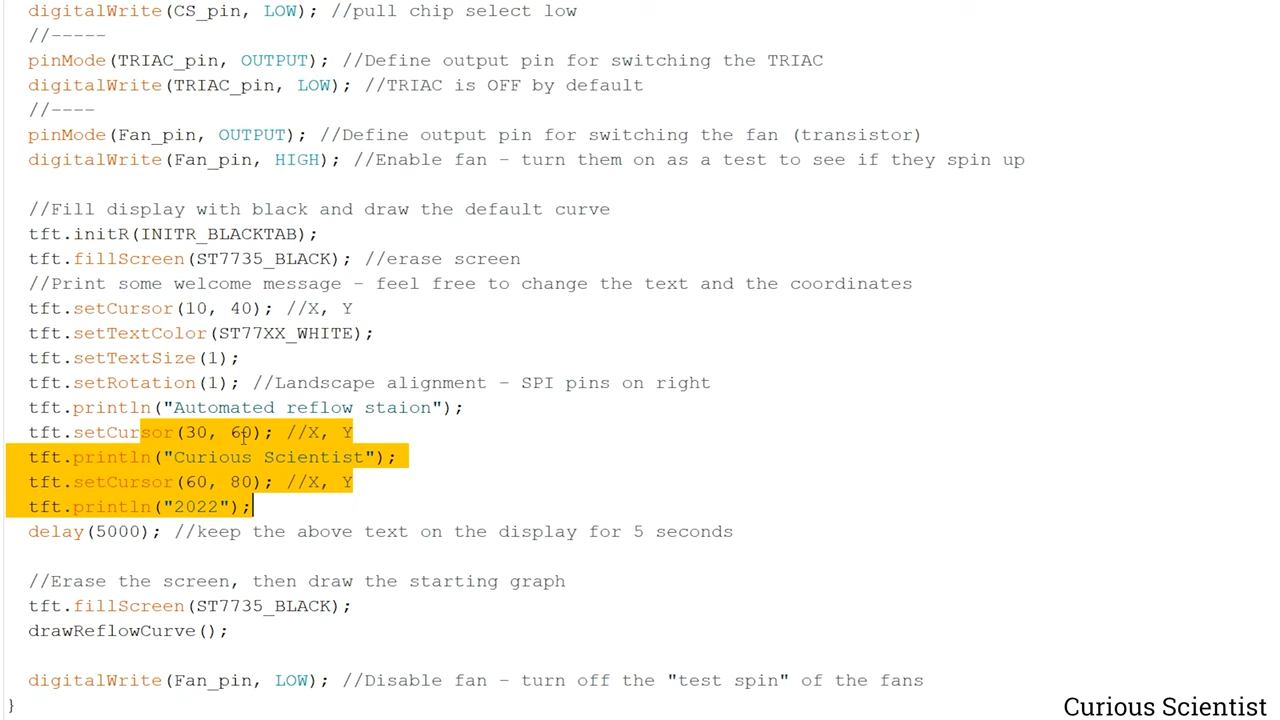 digitalWrite(CS_pin, LOW); //pull chip select low
//-----
pinMode(TRIAC_pin, OUTPUT); //Define output pin for switching the TRIAC
digitalWrite(TRIAC_pin, LOW); //TRIAC is OFF by default
//----
pinMode(Fan_pin, OUTPUT); //Define output pin for switching the fan (transistor)
digitalWrite(Fan_pin, HIGH); //Enable fan - turn them on as a test to see if they spin up
//Fill display with black and draw the default curve
tft.initR(INITR_BLACKTAB);
tft.fillScreen(ST7735_BLACK); //erase screen
//Print some welcome message - feel free to change the text and the coordinates
tft.setCursor(10, 40); //X, Y
tft.setTextColor(ST77XX_WHITE);
tft.setTextSize(1);
tft.setRotation(1); //Landscape alignment - SPI pins on right
tft.println("Automated reflow staion");
tft.setCursor(30, 60); //X, Y
tft.println("Curious Scientist");
tft.setCursor(60, 80); //X, Y
tft.println("2022");
delay(5000); //keep the above text on the display for 5 seconds
//Erase the screen, then draw the starting graph
tft.fillScreen(ST7735_BLACK);
drawReflowCurve();
digitalWrite(Fan_pin, LOW); //Disable fan - turn off the "test spin" of the fans
}
Curious Scientist